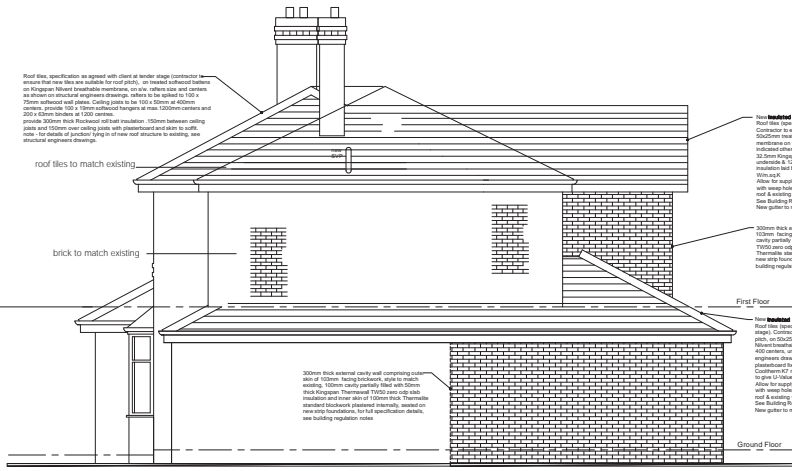 Roof tiles, specification as agreed with client at tender stage (contractor to
ensure that new tiles are suitable for roof pitch), on treated softwood battens
on Kingspan Nilvent breathable membrane, on s/w. rafters size and centers
as shown on structural engineers drawings. rafters to be spiked to 100 x
75mm softwood wall plates. Ceiling joists to be 100 x 50mm at 400mm
centers. provide 100 x 19mm softwood hangers at max 1200mm centers and
200 x 63mm binders at 1200 centres.
provide 300mm thick Rockwool roll batt insulation .150mm between ceiling
joists and 150mm over ceiling joists with plasterboard and skim to soffit.
note - for details of junction/ tying in of new roof structure to existing, see
structural engineers drawings.
roof tiles to match existing
new
SVP
brick to match existing
New insulated
Roof tiles (spe
Contractor to e
50x25mm treat
membrane on
indicated other
32.5mm Kings
underside & 12
insulation laid
W/m.sq.K
Allow for suppl
with weep hole
roof & existing
See Building R
New gutter to
300mm thick e
103mm facing
cavity partially
TW50 zero odp
Thermalite sta
new strip foun
building regula
First Floor
New insulated
Roof tiles (spec
stage). Contrac
pitch, on 50x25
Nilvent breatha
400 centers, u
engineers draw
plasterboard fi
Cooltherm K7
to give U-Value
Allow for suppl
with weep hole
roof & existing
See Building R
New gutter to
300mm thick external cavity wall comprising outer
skin of 103mm facing brickwork, style to match
existing, 100mm cavity partially filled with 50mm
thick Kingspan Thermawall TW50 zero odp slab
insulation and inner skin of 100mm thick Thermalite
standard blockwork plastered internally, seated on
new strip foundations, for full specification details,
see building regulation notes
Ground Floor